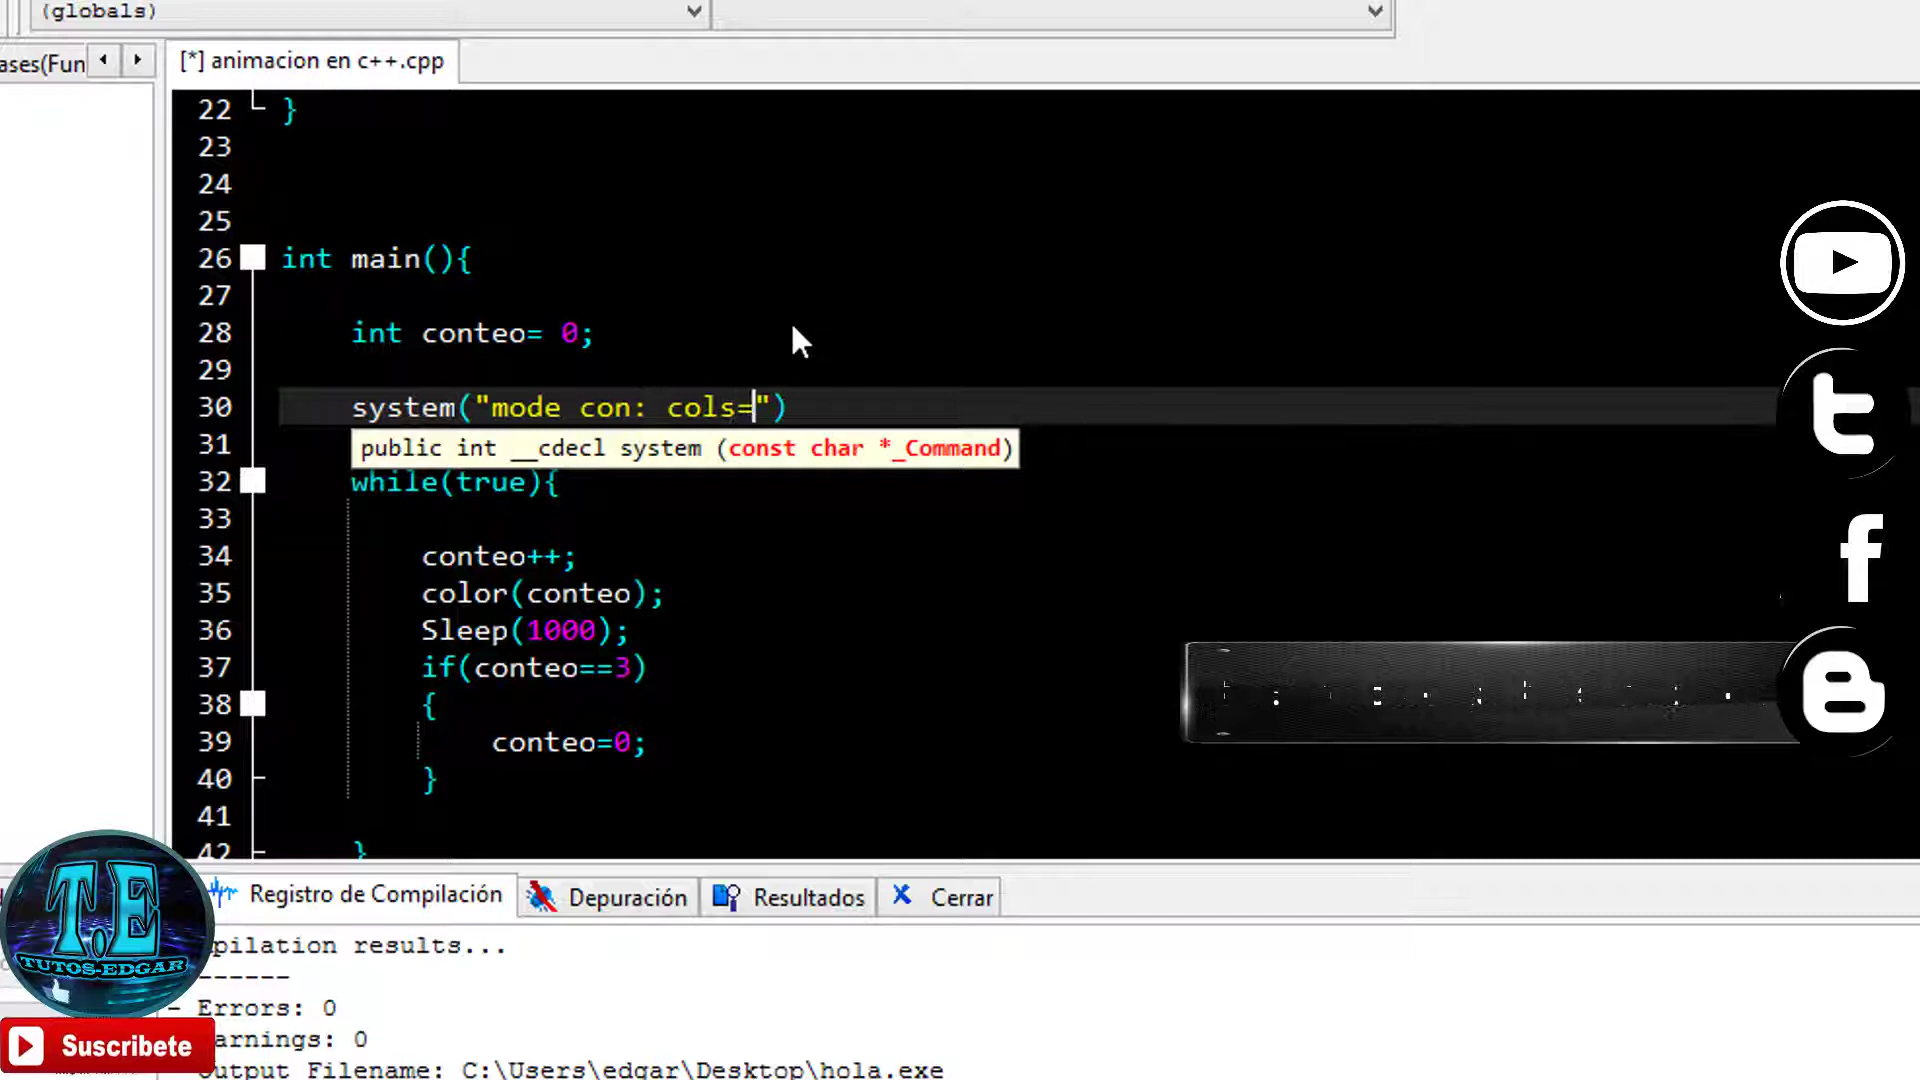 (globals)
ases(Fun
[*] animacion en c++.cpp
22 }
23
24
25
26 int main(){
27
28 int conteo= 0;
29
30 system("mode con: cols=")
31 public int __cdecl system (const char *_Command)
32 while(true){
33
34 conteo++;
35 color(conteo);
36 Sleep(1000);
37 if(conteo==3)
38 {
39 conteo=0;
40 }
41
42 }
Registro de Compilación
Depuración
Resultados
Cerrar
pilation results...
------
- Errors: 0
arnings: 0
Output Filename: C:\Users\edgar\Desktop\hola.exe
T.E
TUTOS-EDGAR
Suscribete